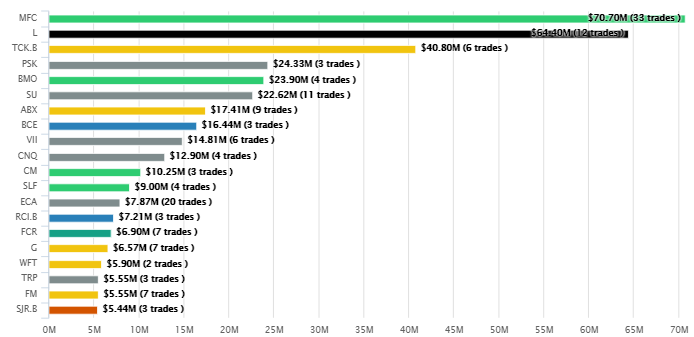 MFC $70.70M (33 trades )
L $64.40M (12 trades )
TCK.B $40.80M (6 trades )
PSK $24.33M (3 trades )
BMO $23.90M (4 trades )
SU $22.62M (11 trades )
ABX $17.41M (9 trades )
BCE $16.44M (3 trades )
VII $14.81M (6 trades )
CNQ $12.90M (4 trades )
CM $10.25M (3 trades )
SLF $9.00M (4 trades )
ECA $7.87M (20 trades )
RCI.B $7.21M (3 trades )
FCR $6.90M (7 trades )
G $6.57M (7 trades )
WFT $5.90M (2 trades )
TRP $5.55M (3 trades )
FM $5.55M (7 trades )
SJR.B $5.44M (3 trades )
0M 5M 10M 15M 20M 25M 30M 35M 40M 45M 50M 55M 60M 65M 70M